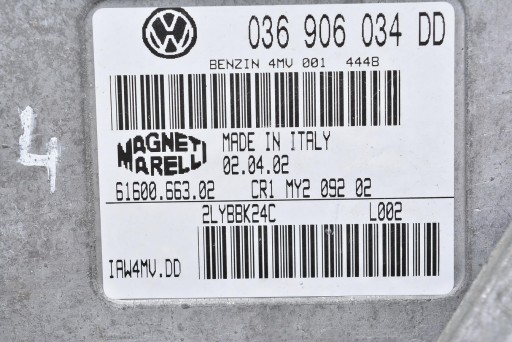 036 906 034 DD
BENZIN 4MV 001 4448
MAGNETI MARELLI
MADE IN ITALY
02.04.02
61600.663.02 CR1 MY2 092 02
2LYBBK24C L002
IAW4MV.DD
4